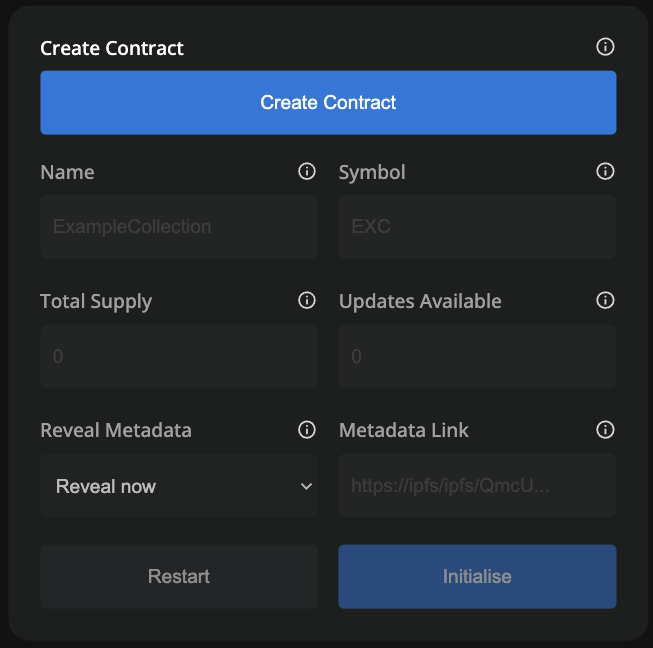 Create Contract
Create Contract
Name
Symbol
ExampleCollection
EXC
Total Supply
Updates Available
0
0
Reveal Metadata
Metadata Link
Reveal now
https://ipfs/ipfs/QmcU...
Restart
Initialise